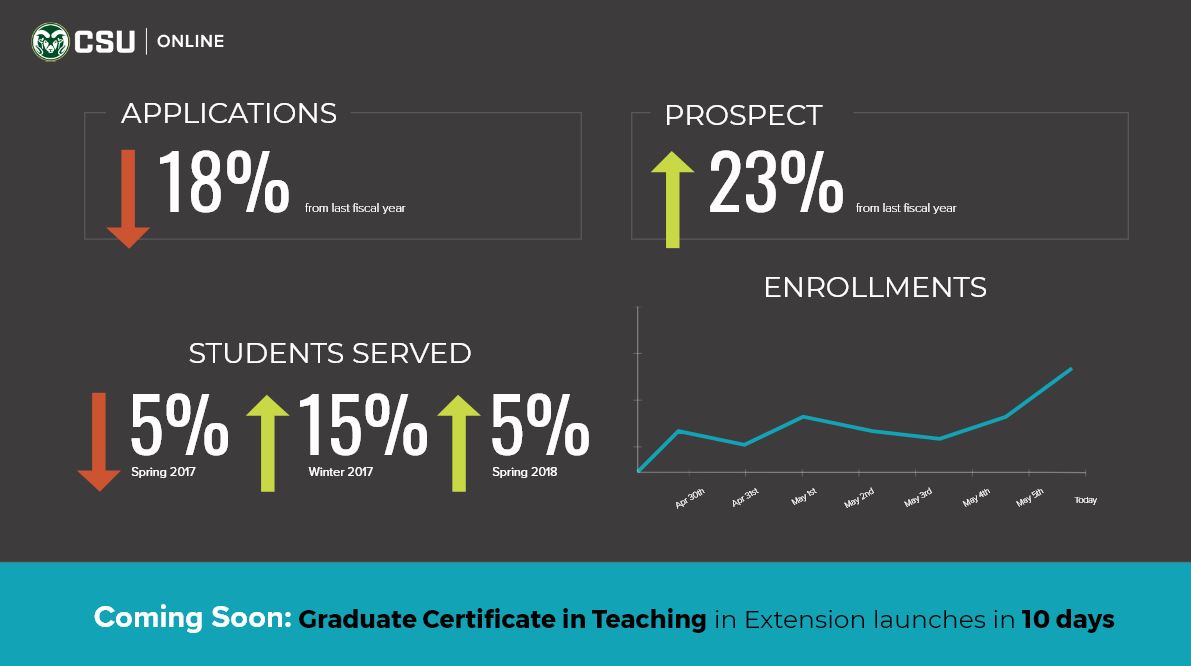 CSU ONLINE
APPLICATIONS
18% from last fiscal year
PROSPECT
23% from last fiscal year
STUDENTS SERVED
5% 15% 5%
Spring 2017 Winter 2017 Spring 2018
ENROLLMENTS
Apr 30th Apr 31st May 1st May 2nd May 3rd May 4th May 5th Today
Coming Soon: Graduate Certificate in Teaching in Extension launches in 10 days